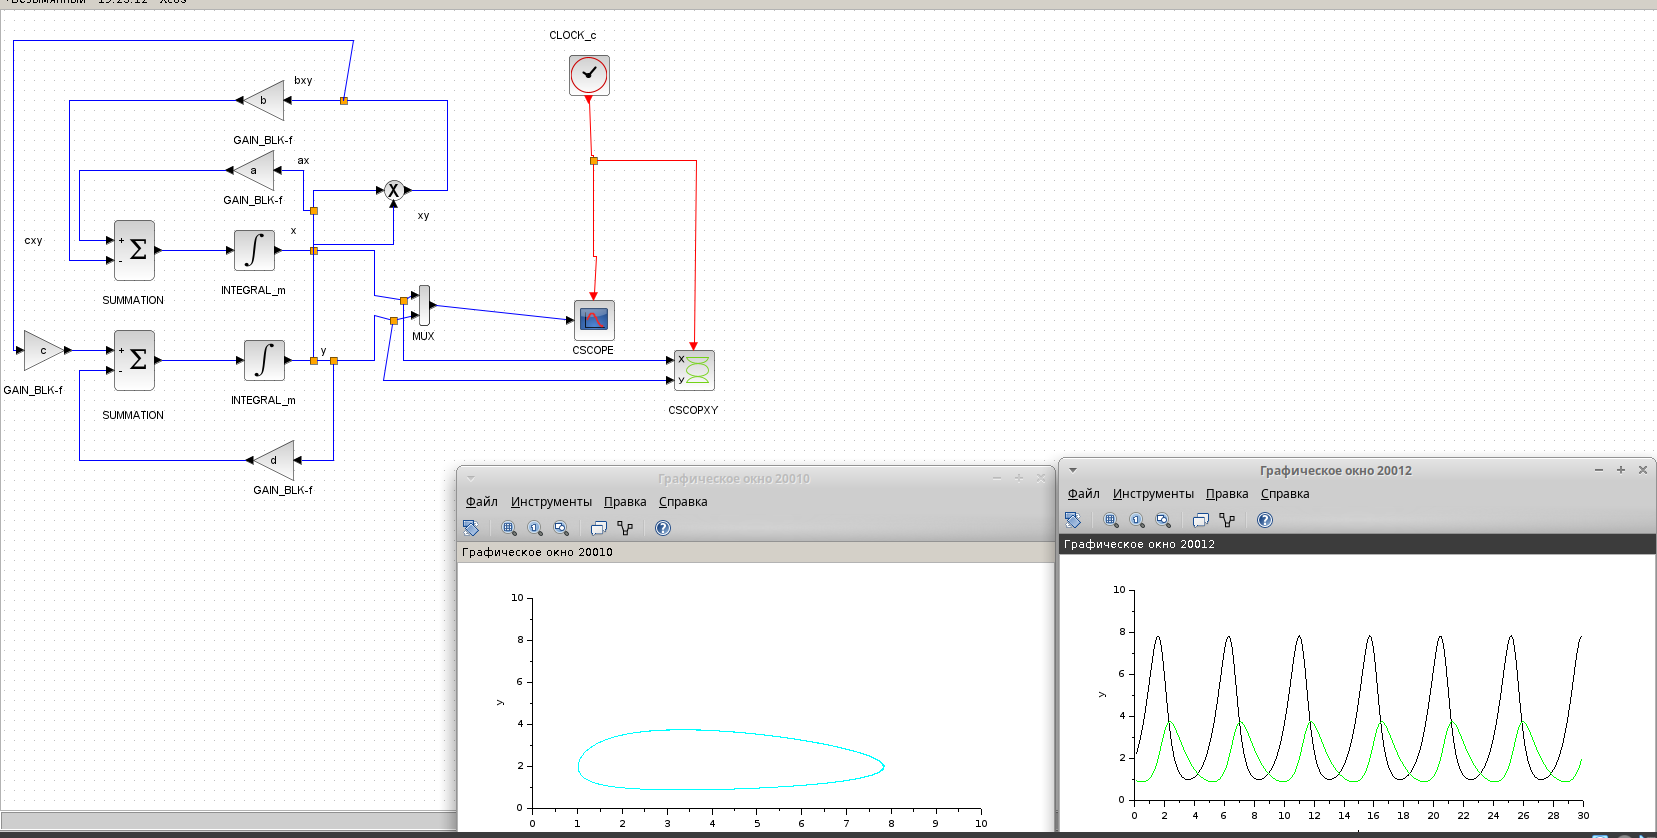 CLOCK_c
bxy
b
GAIN_BLK-f
ax
a
GAIN_BLK-f
X
xy
x
cxy
+
-
Σ
∫
SUMMATION
INTEGRAL_m
MUX
CSCOPE
y
c
+
-
Σ
∫
GAIN_BLK-f
SUMMATION
INTEGRAL_m
X
Y
CSCOPXY
d
GAIN_BLK-f
Графическое окно 20010
Файл Инструменты Правка Справка
Графическое окно 20010
10
8
6
4
2
0
y
0 1 2 3 4 5 6 7 8 9 10
Графическое окно 20012
Файл Инструменты Правка Справка
Графическое окно 20012
10
8
6
4
2
0
y
0 2 4 6 8 10 12 14 16 18 20 22 24 26 28 30